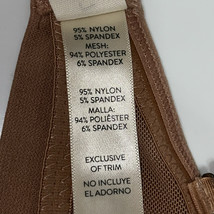 95% NYLON
5% SPANDEX
MESH:
94% POLYESTER
6% SPANDEX
95% NYLON
5% SPANDEX
MALLA:
94% POLIÉSTER
6% SPANDEX
EXCLUSIVE
OF TRIM
NO INCLUYE
EL ADORNO